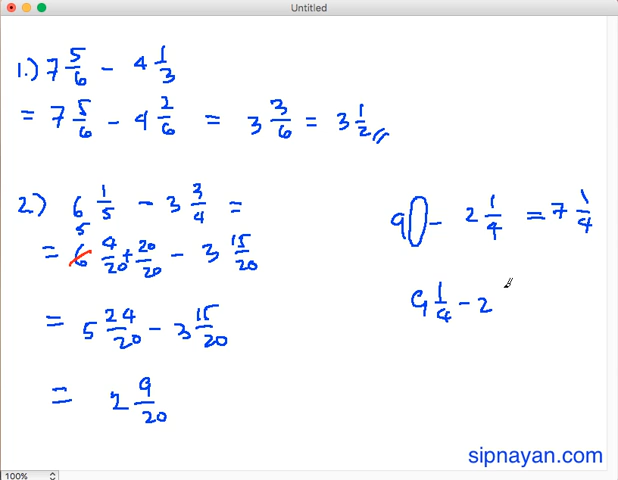 Untitled
1.) 7 5/6 - 4 1/3
= 7 5/6 - 4 2/6 = 3 3/6 = 3 1/2 //
2.) 6 1/5 - 3 3/4 =
5
= 6 4/20 + 20/20 - 3 15/20
= 5 24/20 - 3 15/20
= 2 9/20
9 - 2 1/4 = 7 1/4
9 1/4 - 2
sipnayan.com
100%